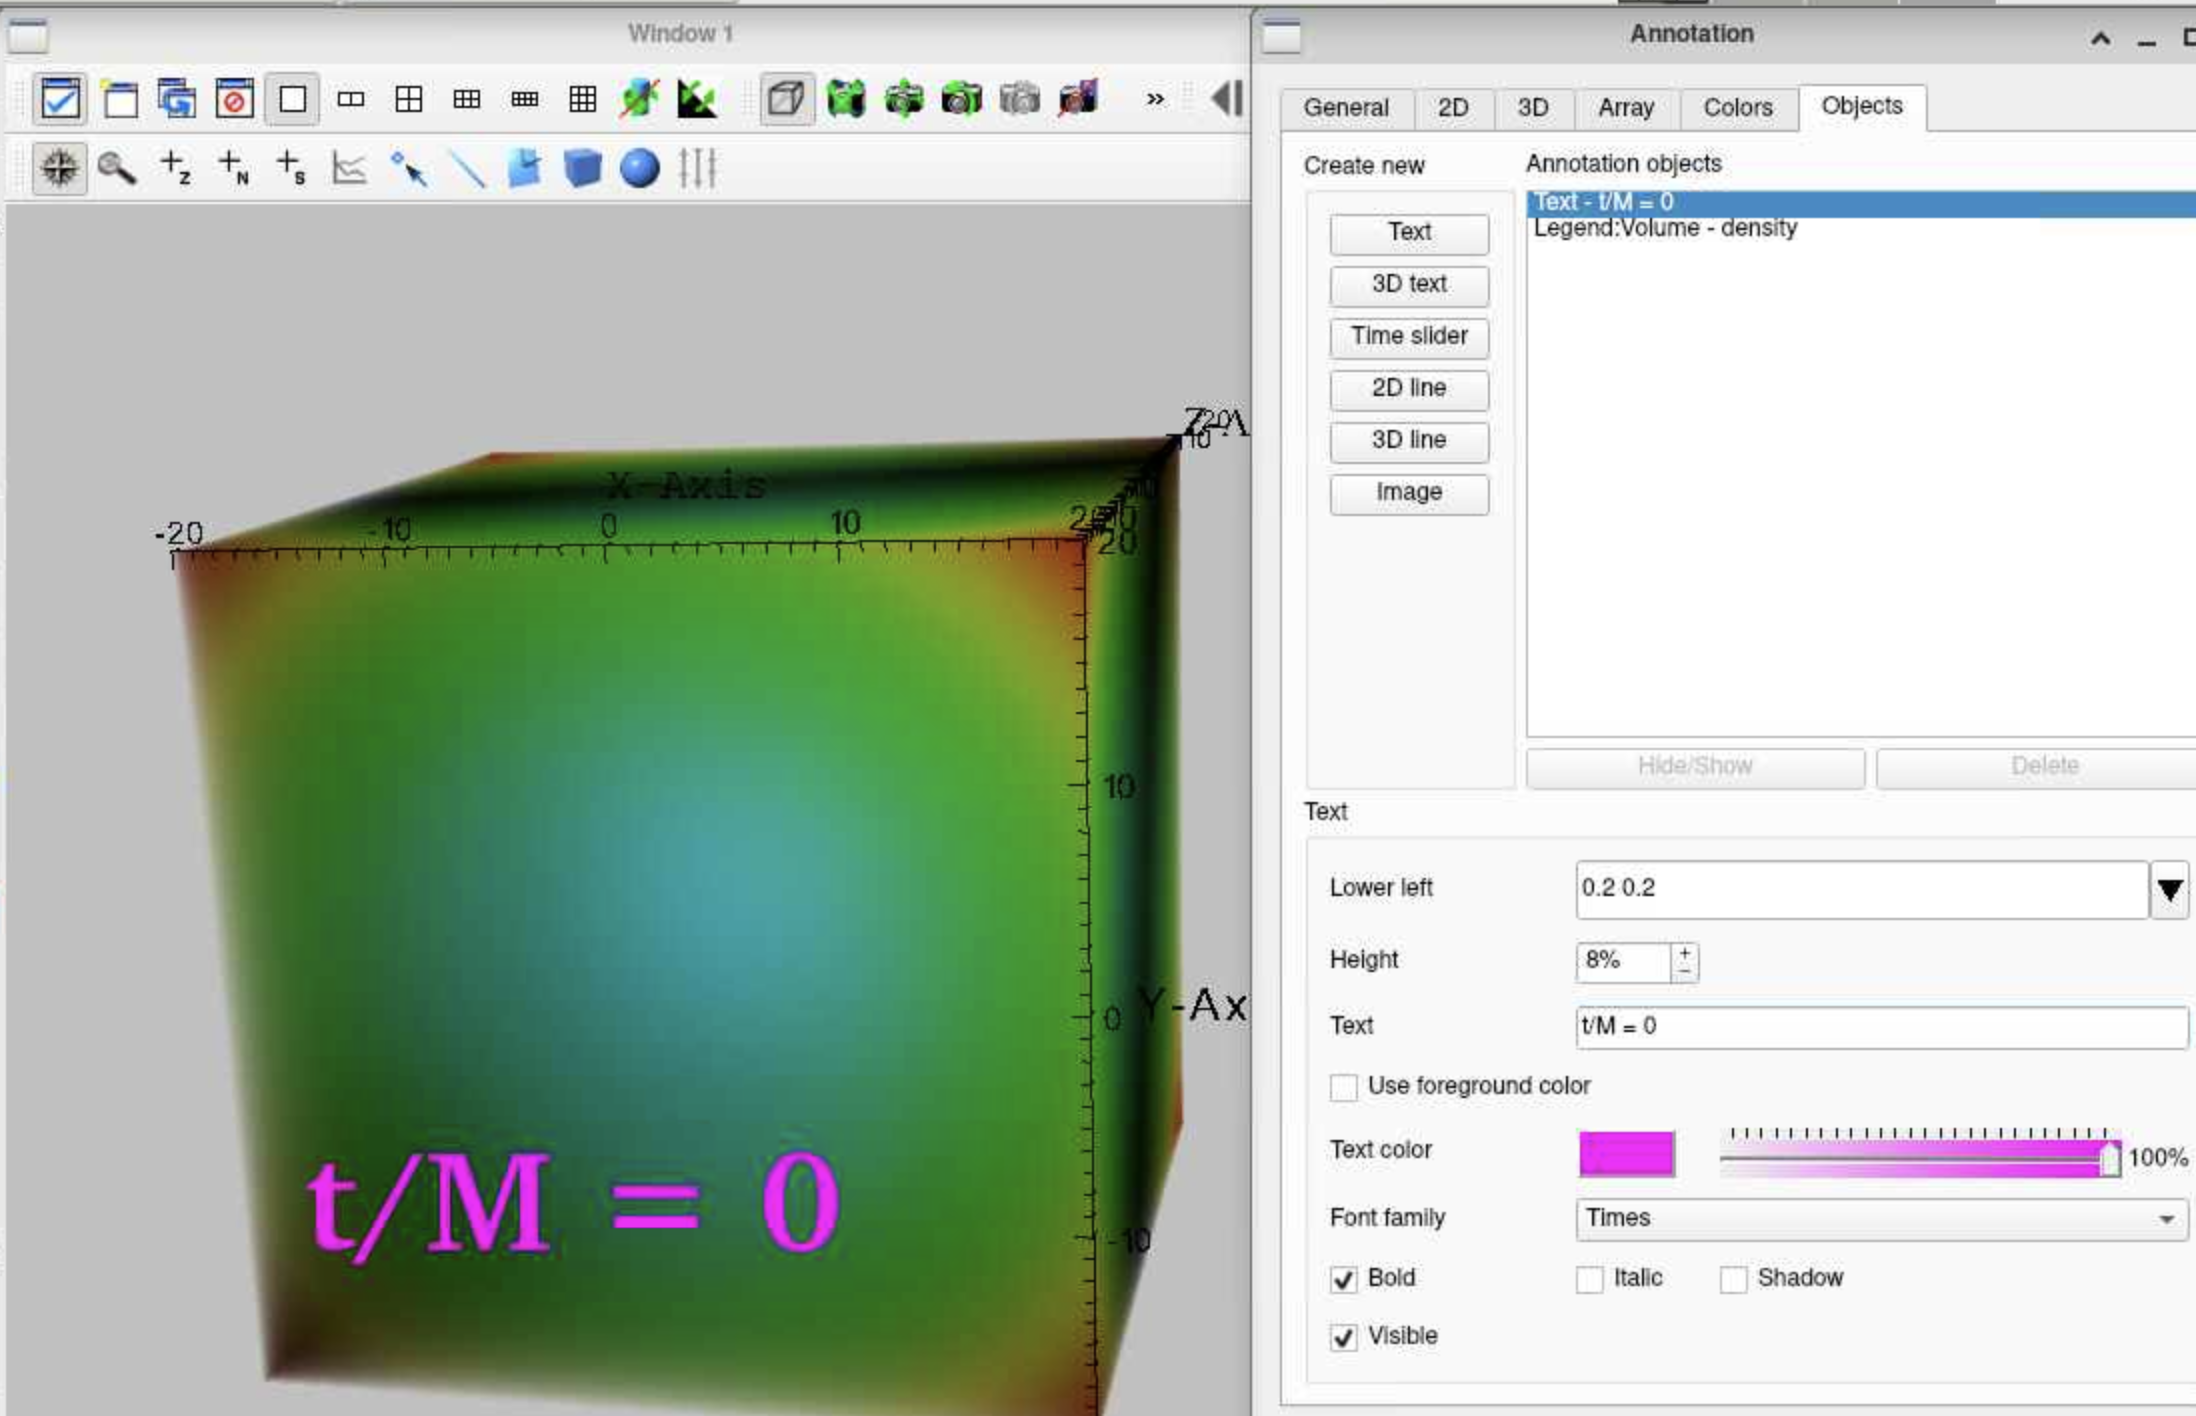 Window 1
Annotation
General 2D 3D Array Colors Objects
Create new
Annotation objects
Text
3D text
Time slider
2D line
3D line
Image
Text - t/M = 0
Legend:Volume - density
Hide/Show Delete
Text
Lower left 0.2 0.2
Height 8%
Text t/M = 0
Use foreground color
Text color 100%
Font family Times
Bold Italic Shadow
Visible
X-Axis
-20 -10 0 10
20
10
0 Y-Ax
-10
t/M = 0